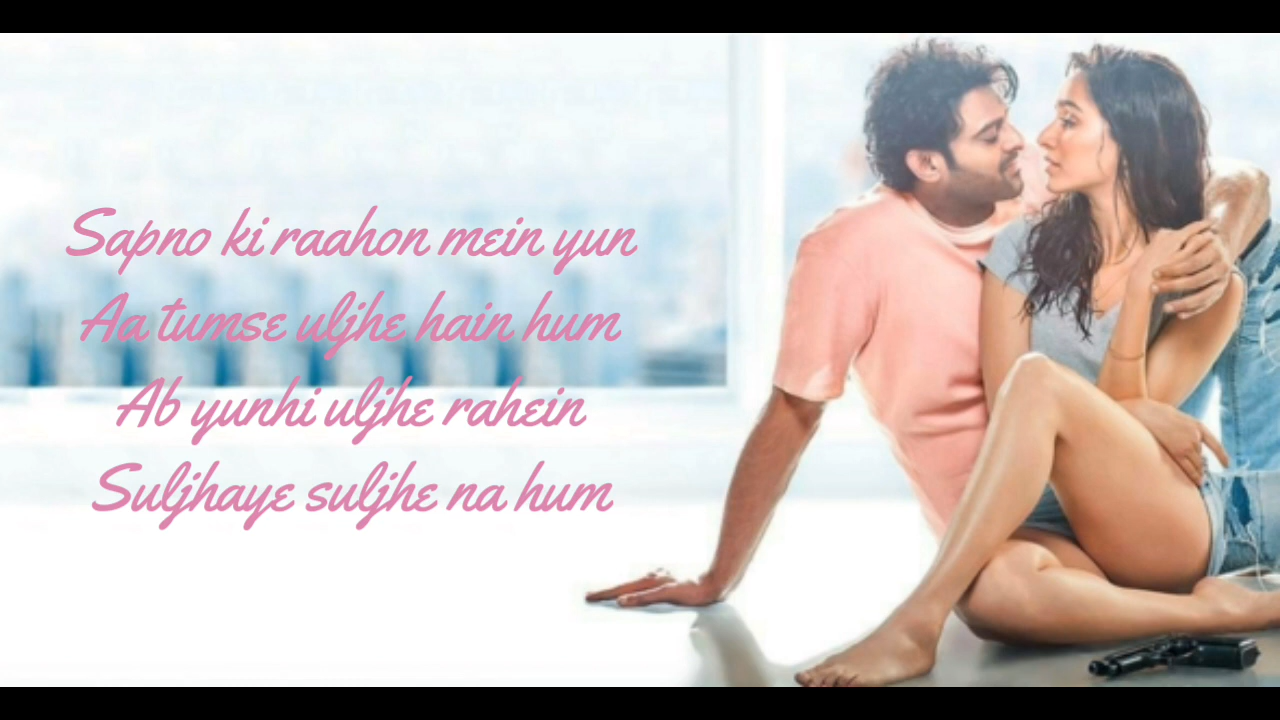 Sapno ki raahon mein yun
Aa tumse uljhe hain hum
Ab yunhi uljhe rahein
Suljhaye suljhe na hum